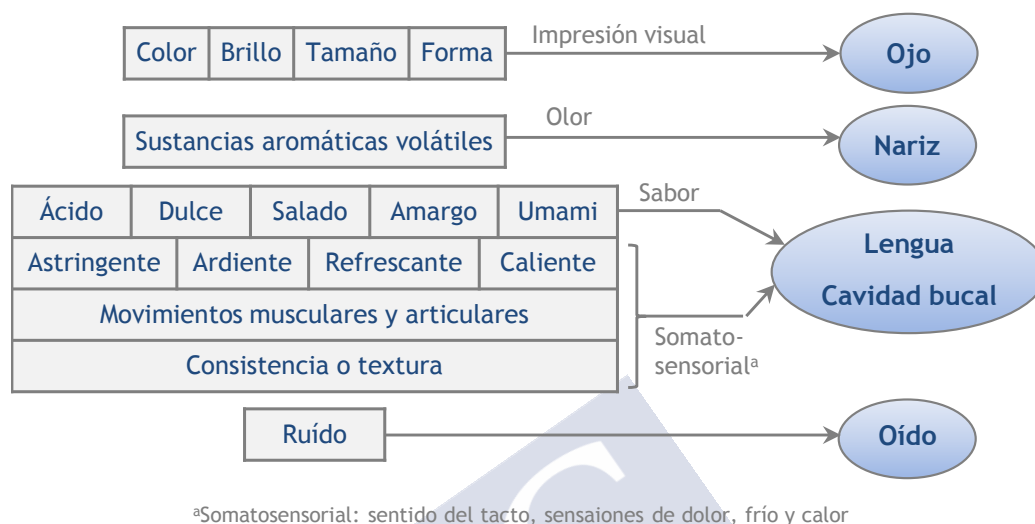 Color Brillo Tamaño Forma
Impresión visual
Ojo
Sustancias aromáticas volátiles
Olor
Nariz
Ácido Dulce Salado Amargo Umami
Sabor
Astringente Ardiente Refrescante Caliente
Movimientos musculares y articulares
Consistencia o textura
Somato-
sensorialᵃ
Lengua
Cavidad bucal
Ruído
Oído
ᵃSomatosensorial: sentido del tacto, sensaiones de dolor, frío y calor